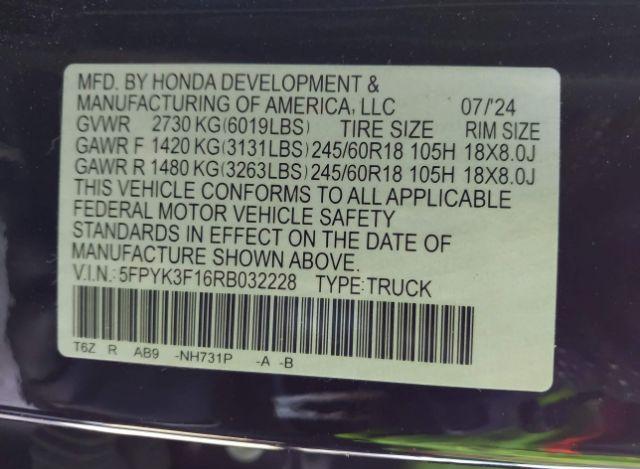 MFD. BY HONDA DEVELOPMENT &
MANUFACTURING OF AMERICA, LLC 07/'24
GVWR 2730 KG(6019LBS) TIRE SIZE RIM SIZE
GAWR F 1420 KG(3131LBS) 245/60R18 105H 18X8.0J
GAWR R 1480 KG(3263LBS) 245/60R18 105H 18X8.0J
THIS VEHICLE CONFORMS TO ALL APPLICABLE
FEDERAL MOTOR VEHICLE SAFETY
STANDARDS IN EFFECT ON THE DATE OF
MANUFACTURE SHOWN ABOVE.
V.I.N.: 5FPYK3F16RB032228 TYPE:TRUCK
T6Z R AB9 -NH731P -A -B